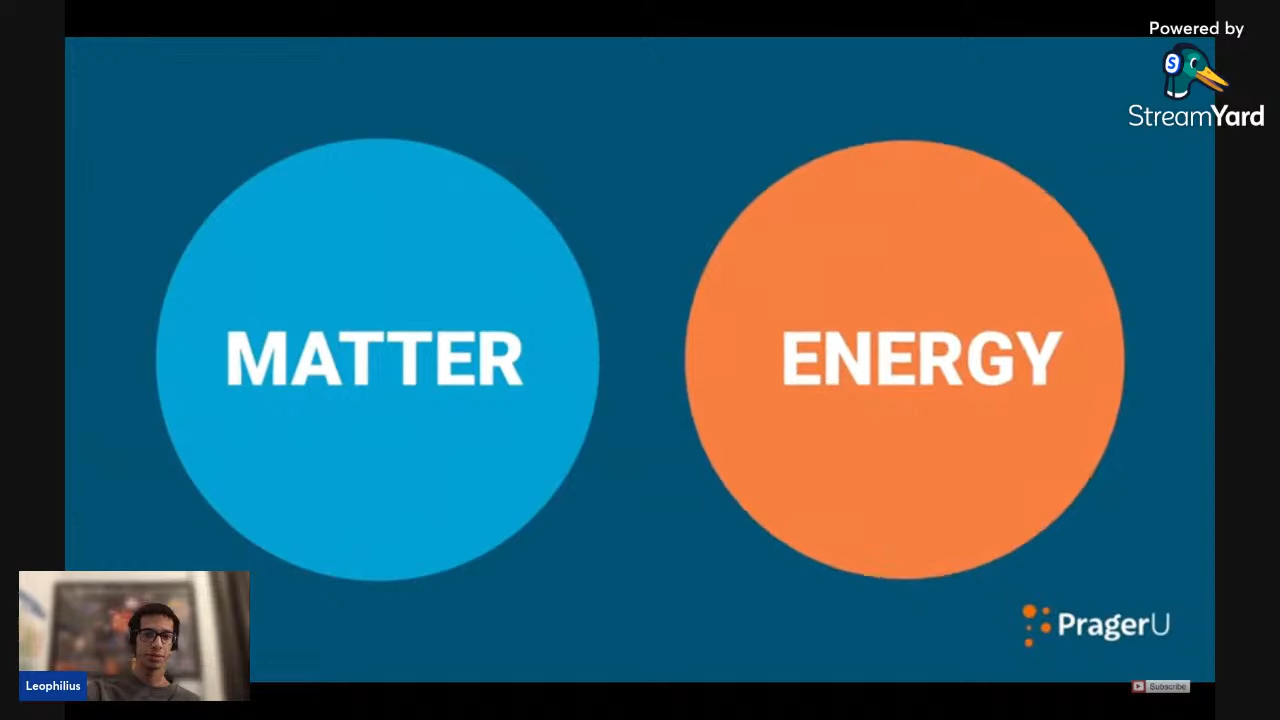 Powered by
S
StreamYard
MATTER
ENERGY
PragerU
Subscribe
Leophilius